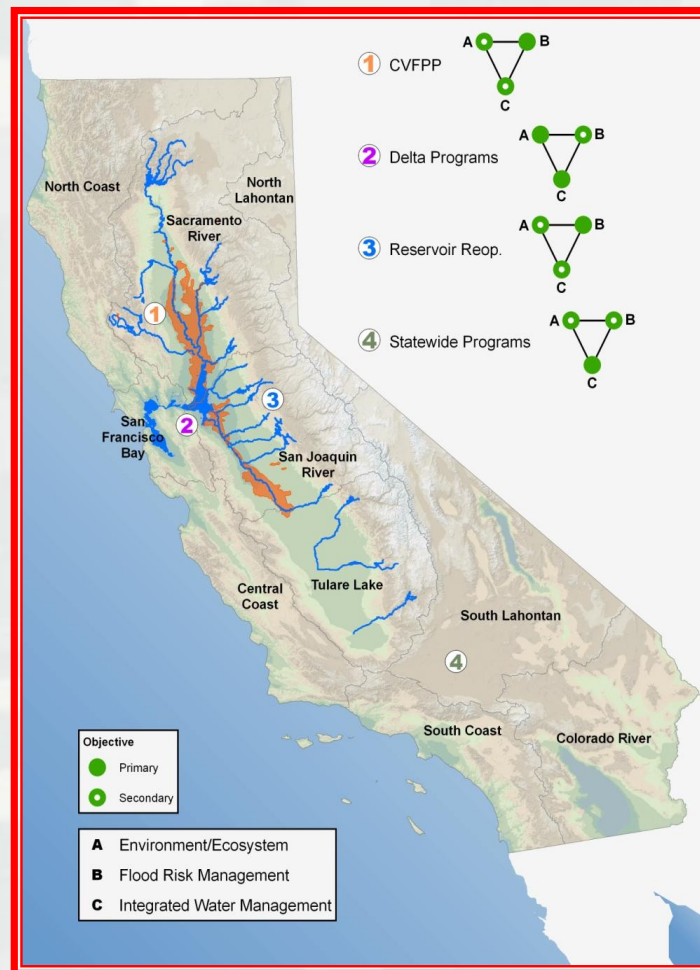 A
B
1
CVFPP
C
A
B
2
Delta Programs
C
A
B
3
Reservoir Reop.
C
A
B
4
Statewide Programs
C
North Coast
North
Lahontan
Sacramento
River
1
3
2
San
Francisco
Bay
San Joaquin
River
Tulare Lake
Central
Coast
South Lahontan
4
South Coast
Colorado River
Objective
Primary
Secondary
A Environment/Ecosystem
B Flood Risk Management
C Integrated Water Management